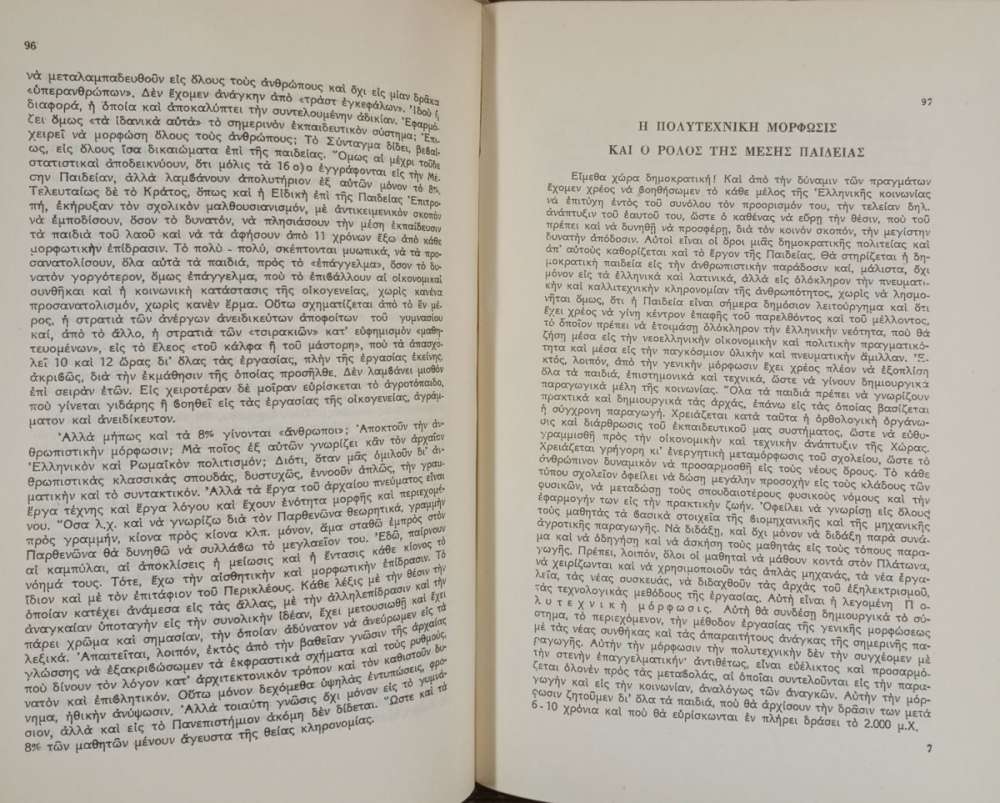 96
νὰ μεταλαμπαδευθοῦν εἰς ὅλους τοὺς ἀνθρώπους καὶ ὄχι εἰς μίαν δράκα
«ὑπερανθρώπων». Δὲν ἔχομεν ἀνάγκην ἀπὸ «τρὰστ ἐγκεφάλων». Ἰδοὺ ἡ
διαφορά, ἡ ὁποία καὶ ἀποκαλύπτει τὴν συντελουμένην ἀδικίαν. Ἐφαρμό-
ζει ὅμως «τὰ ἰδανικὰ αὐτὰ» τὸ σημερινὸν ἐκπαιδευτικὸν σύστημα; Ἐπι-
χειρεῖ νὰ μορφώση ὅλους τοὺς ἀνθρώπους; Τὸ Σύνταγμα δίδει, βεβαί-
ως, εἰς ὅλους ἴσα δικαιώματα ἐπὶ τῆς παιδείας. Ὅμως αἱ μέχρι τοῦδε
στατιστικαὶ ἀποδεικνύουν, ὅτι μόλις τὰ 16ο)ο ἐγγράφονται εἰς τὴν Μέ-
σην Παιδείαν, ἀλλὰ λαμβάνουν ἀπολυτήριον ἐξ αὐτῶν μόνον τὸ 8%.
Τελευταίως δὲ τὸ Κράτος, ὅπως καὶ ἡ Εἰδικὴ ἐπὶ τῆς Παιδείας Ἐπιτρο-
πή, ἐκήρυξαν τὸν σχολικὸν μαλθουσιανισμόν, μὲ ἀντικειμενικὸν σκοπὸν
νὰ ἐμποδίσουν, ὅσον τὸ δυνατόν, νὰ πλησιάσουν τὴν μέση ἐκπαίδευσιν
τὰ παιδιὰ τοῦ λαοῦ καὶ νὰ τὰ ἀφήσουν ἀπὸ 11 χρόνων ἔξω ἀπὸ κάθε
μορφωτικὴν ἐπίδρασιν. Τὸ πολὺ - πολύ, σκέπτονται μυωπικά, νὰ τὰ προ-
σανατολίσουν, ὅλα αὐτὰ τὰ παιδιά, πρὸς τὸ «ἐπάγγελμα», ὅσον τὸ δυ-
νατὸν γοργότερον, ὅμως ἐπάγγελμα, ποὺ τὸ ἐπιβάλλουν αἱ οἰκονομικαὶ
συνθῆκαι καὶ ἡ κοινωνικὴ κατάστασις τῆς οἰκογενείας, χωρὶς κανένα
προσανατολισμόν, χωρὶς κανὲν ἔρμα. Οὕτω σχηματίζεται ἀπὸ τὸ ἓν μέ-
ρος, ἡ στρατιὰ τῶν ἀνέργων ἀνειδικεύτων ἀποφοίτων τοῦ γυμνασίου
καί, ἀπὸ τὸ ἄλλο, ἡ στρατιὰ τῶν «τσιρακιῶν» κατ' εὐφημισμὸν «μαθη-
τευομένων», εἰς τὸ ἔλεος «τοῦ κάλφα ἢ τοῦ μάστορη», ποὺ τὰ ἀπασχο-
λεῖ 10 καὶ 12 ὧρας δι' ὅλας τὰς ἐργασίας, πλὴν τῆς ἐργασίας ἐκείνης
ἀκριβῶς, διὰ τὴν ἐκμάθησιν τῆς ὁποίας προσῆλθε. Δὲν λαμβάνει μισθὸν
ἐπὶ σειρὰν ἐτῶν. Εἰς χειροτέραν δὲ μοῖραν εὑρίσκεται τὸ ἀγροτόπαιδο,
ποὺ γίνεται γιδάρης ἢ βοηθεῖ εἰς τὰς ἐργασίας τῆς οἰκογενείας, ἀγράμ-
ματον καὶ ἀνειδίκευτον.
Ἀλλὰ μήπως καὶ τὰ 8% γίνονται «ἄνθρωποι»; Ἀποκτοῦν τὴν ἀν-
θρωπιστικὴν μόρφωσιν; Μὰ ποῖος ἐξ αὐτῶν γνωρίζει κἂν τὸν ἀρχαῖον
Ἑλληνικὸν καὶ Ρωμαϊκὸν πολιτισμόν; Διότι, ὅταν μᾶς ὁμιλοῦν δι' ἀν-
θρωπιστικὰς κλασσικὰς σπουδάς, δυστυχῶς, ἐννοοῦν ἁπλῶς, τὴν γραμ-
ματικὴν καὶ τὸ συντακτικόν. Ἀλλὰ τὰ ἔργα τοῦ ἀρχαίου πνεύματος εἶναι
ἔργα τέχνης καὶ ἔργα λόγου καὶ ἔχουν ἑνότητα μορφῆς καὶ περιεχομέ-
νου. Ὅσα λ.χ. καὶ νὰ γνωρίζω διὰ τὸν Παρθενῶνα θεωρητικά, γραμμὴν
πρὸς γραμμήν, κίονα πρὸς κίονα κλπ. μόνον, ἅμα σταθῶ ἐμπρὸς στὸν
Παρθενῶνα θὰ δυνηθῶ νὰ συλλάβω τὸ μεγλαεῖον του. Ἐδῶ, παίρνουν
αἱ καμπύλαι, αἱ ἀποκλίσεις ἡ μείωσις καὶ ἡ ἔντασις κάθε κίονος τὸ
νόημά τους. Τότε, ἔχω τὴν αἰσθητικὴν καὶ μορφωτικὴν ἐπίδρασιν. Τὸ
ἴδιον καὶ μὲ τὸν ἐπιτάφιον τοῦ Περικλέους. Κάθε λέξις μὲ τὴν θέσιν τὴν
ὁποίαν κατέχει ἀνάμεσα εἰς τὰς ἄλλας, μὲ τὴν ἀλληλεπίδρασιν καὶ τὴν
ἀναγκαίαν ὑποταγὴν εἰς τὴν συνολικὴν ἰδέαν, ἔχει μετουσιωθῆ καὶ ἔχει
πάρει χρῶμα καὶ σημασίαν, τὴν ὁποίαν ἀδύνατον νὰ ἀνεύρωμεν εἰς τὰ
λεξικά. Ἀπαιτεῖται, λοιπόν, ἐκτὸς ἀπὸ τὴν βαθεῖαν γνῶσιν τῆς ἀρχαίας
γλώσσης νὰ ἐξακριβώσωμεν τὰ ἐκφραστικὰ σχήματα καὶ τοὺς ρυθμούς,
ποὺ δίνουν τὸν λόγον κατ' ἀρχιτεκτονικὸν τρόπον καὶ τὸν καθιστοῦν δυ-
νατὸν καὶ ἐπιβλητικόν. Οὕτω μόνον δεχόμεθα ὑψηλὰς ἐντυπώσεις, φρό-
νημα, ἠθικὴν ἀνύψωσιν. Ἀλλὰ τοιαύτη γνῶσις ὄχι μόνον εἰς τὸ γυμνά-
σιον, ἀλλὰ καὶ εἰς τὸ Πανεπιστήμιον ἀκόμη δὲν δίδεται. Ὥστε καὶ τὰ
8% τῶν μαθητῶν μένουν ἄγευστα τῆς θείας κληρονομίας.
97
Η ΠΟΛΥΤΕΧΝΙΚΗ ΜΟΡΦΩΣΙΣ
ΚΑΙ Ο ΡΟΛΟΣ ΤΗΣ ΜΕΣΗΣ ΠΑΙΔΕΙΑΣ
Εἴμεθα χώρα δημοκρατική! Καὶ ἀπὸ τὴν δύναμιν τῶν πραγμάτων
ἔχομεν χρέος νὰ βοηθήσωμεν τὸ κάθε μέλος τῆς Ἑλληνικῆς κοινωνίας
νὰ ἐπιτύχη ἐντὸς τοῦ συνόλου τὸν προορισμόν του, τὴν τελείαν δηλ.
ἀνάπτυξιν τοῦ ἑαυτοῦ του, ὥστε ὁ καθένας νὰ εὕρη τὴν θέσιν, ποὺ τοῦ
πρέπει καὶ νὰ δυνηθῆ νὰ προσφέρη, διὰ τὸν κοινὸν σκοπόν, τὴν μεγίστην
δυνατὴν ἀπόδοσιν. Αὐτοὶ εἶναι οἱ ὅροι μιᾶς δημοκρατικῆς πολιτείας καὶ
ἀπ' αὐτοὺς καθορίζεται καὶ τὸ ἔργον τῆς Παιδείας. Θὰ στηρίζεται ἡ δη-
μοκρατικὴ παιδεία εἰς τὴν ἀνθρωπιστικὴν παράδοσιν καί, μάλιστα, ὄχι
μόνον εἰς τὰ ἑλληνικὰ καὶ λατινικά, ἀλλὰ εἰς ὁλόκληρον τὴν πνευματι-
κὴν καὶ καλλιτεχνικὴν κληρονομίαν τῆς ἀνθρωπότητος, χωρὶς νὰ λησμο-
νῆται ὅμως, ὅτι ἡ Παιδεία εἶναι σήμερα δημόσιον λειτούργημα καὶ ὅτι
ἔχει χρέος νὰ γίνη κέντρον ἐπαφῆς τοῦ παρελθόντος καὶ τοῦ μέλλοντος,
τὸ ὁποῖον πρέπει νὰ ἑτοιμάση ὁλόκληρον τὴν ἑλληνικὴν νεότητα, ποὺ θὰ
ζήση μέσα εἰς τὴν νεοελληνικὴν οἰκονομικὴν καὶ πολιτικὴν πραγματικό-
τητα καὶ μέσα εἰς τὴν παγκόσμιον ὑλικὴν καὶ πνευματικὴν ἅμιλλαν. Ἐ-
κτός, λοιπόν, ἀπὸ τὴν γενικὴν μόρφωσιν ἔχει χρέος πλέον νὰ ἐξοπλίση
ὅλα τὰ παιδιά, ἐπιστημονικὰ καὶ τεχνικά, ὥστε νὰ γίνουν δημιουργικὰ
παραγωγικὰ μέλη τῆς κοινωνίας. Ὅλα τὰ παιδιὰ πρέπει νὰ γνωρίζουν
πρακτικὰ καὶ δημιουργικὰ τὰς ἀρχάς, ἐπάνω εἰς τὰς ὁποίας βασίζεται
ἡ σύγχρονη παραγωγή. Χρειάζεται κατὰ ταῦτα ἡ ὀρθολογικὴ ὀργάνω-
σις καὶ διάρθρωσις τοῦ ἐκπαιδευτικοῦ μας συστήματος, ὥστε νὰ εὐθυ-
γραμμισθῆ πρὸς τὴν οἰκονομικὴν καὶ τεχνικὴν ἀνάπτυξιν τῆς Χώρας.
Χρειάζεται γρήγορη κι' ἐνεργητικὴ μεταμόρφωσις τοῦ σχολείου, ὥστε τὸ
ἀνθρώπινον δυναμικὸν νὰ προσαρμοσθῆ εἰς τοὺς νέους ὅρους. Τὸ κάθε
τύπου σχολεῖον ὀφείλει νὰ δώση μεγάλην προσοχὴν εἰς τοὺς κλάδους τῶν
φυσικῶν, νὰ μεταδώση τοὺς σπουδαιοτέρους φυσικοὺς νόμους καὶ τὴν
ἐφαρμογήν των εἰς τὴν πρακτικὴν ζωήν. Ὀφείλει νὰ γνωρίση εἰς ὅλους
τοὺς μαθητὰς τὰ βασικὰ στοιχεῖα τῆς βιομηχανικῆς καὶ τῆς μηχανικῆς
ἀγροτικῆς παραγωγῆς. Νὰ διδάξη, καὶ ὄχι μόνον νὰ διδάξη παρὰ συνά-
μα καὶ νὰ ὁδηγήση καὶ νὰ ἀσκήση τοὺς μαθητὰς εἰς τοὺς τόπους παρα-
γωγῆς. Πρέπει, λοιπόν, ὅλοι οἱ μαθηταὶ νὰ μάθουν κοντὰ στὸν Πλάτωνα,
νὰ χειρίζωνται καὶ νὰ χρησιμοποιοῦν τὰς ἁπλὰς μηχανάς, τὰ νέα ἐργα-
λεῖα, τὰς νέας συσκευάς, νὰ διδαχθοῦν τὰς ἀρχὰς τοῦ ἐξηλεκτρισμοῦ,
τὰς τεχνολογικὰς μεθόδους τῆς ἐργασίας. Αὐτὴ εἶναι ἡ λεγομένη Π ο-
λ υ τ ε χ ν ι κ ὴ μ ό ρ φ ω σ ι ς. Αὐτὴ θὰ συνδέση δημιουργικὰ τὸ σύ-
στημα, τὸ περιεχόμενον, τὴν μέθοδον ἐργασίας τῆς γενικῆς μορφώσεως
μὲ τὰς νέας συνθήκας καὶ τὰς ἀπαραιτήτους ἀνάγκας τῆς σημερινῆς πα-
ραγωγῆς. Αὐτὴν τὴν μόρφωσιν τὴν πολυτεχνικὴν δὲν τὴν συγχέομεν μὲ
τὴν στενὴν ἐπαγγελματικήν· ἀντιθέτως, εἶναι εὐέλικτος καὶ προσαρμό-
ζεται ὁλονὲν πρὸς τὰς μεταβολάς, αἱ ὁποῖαι συντελοῦνται εἰς τὴν παρα-
γωγὴν καὶ εἰς τὴν κοινωνίαν, ἀναλόγως τῶν ἀναγκῶν. Αὐτὴν τὴν μόρ-
φωσιν ζητοῦμεν δι' ὅλα τὰ παιδιά, ποὺ θὰ ἀρχίσουν τὴν δρᾶσιν των μετὰ
6 - 10 χρόνια καὶ ποὺ θὰ εὑρίσκωνται ἐν πλήρει δράσει τὸ 2.000 μ.Χ.
7